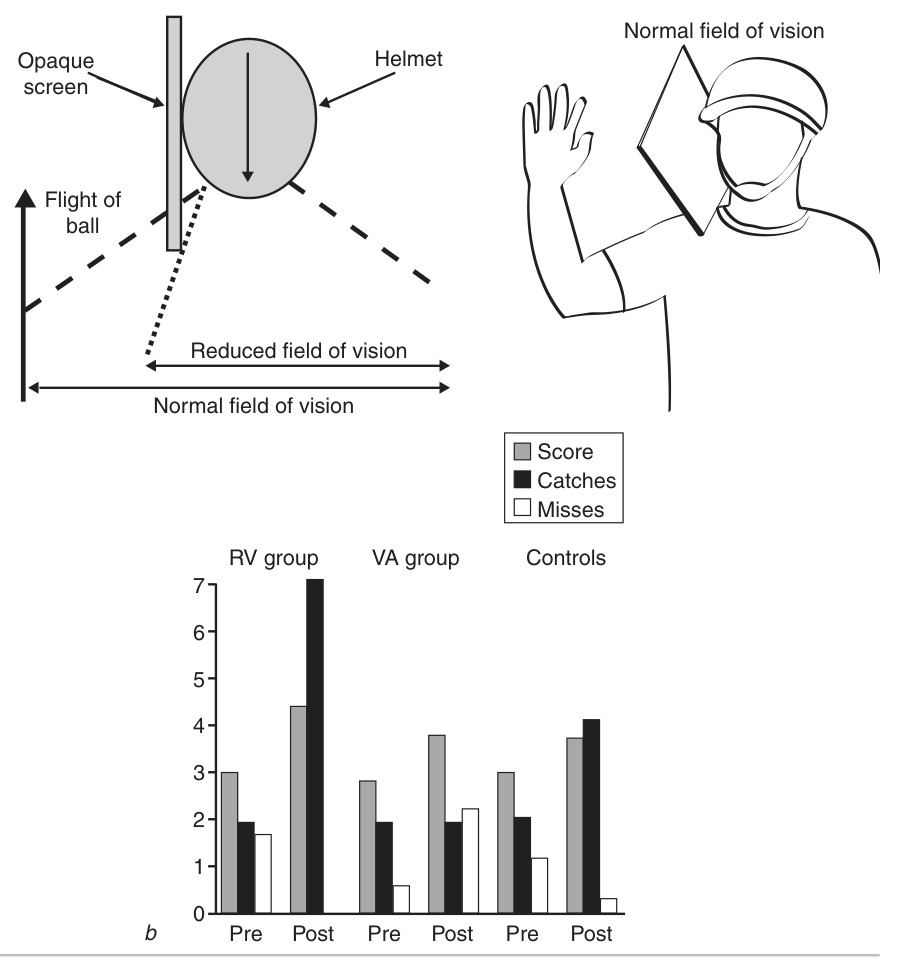 Normal field of vision
Opaque
screen
Helmet
Flight of
ball
Reduced field of vision
Normal field of vision
Score
Catches
Misses
RV group VA group Controls
7
6
5
4
3
2
1
0
b Pre Post Pre Post Pre Post